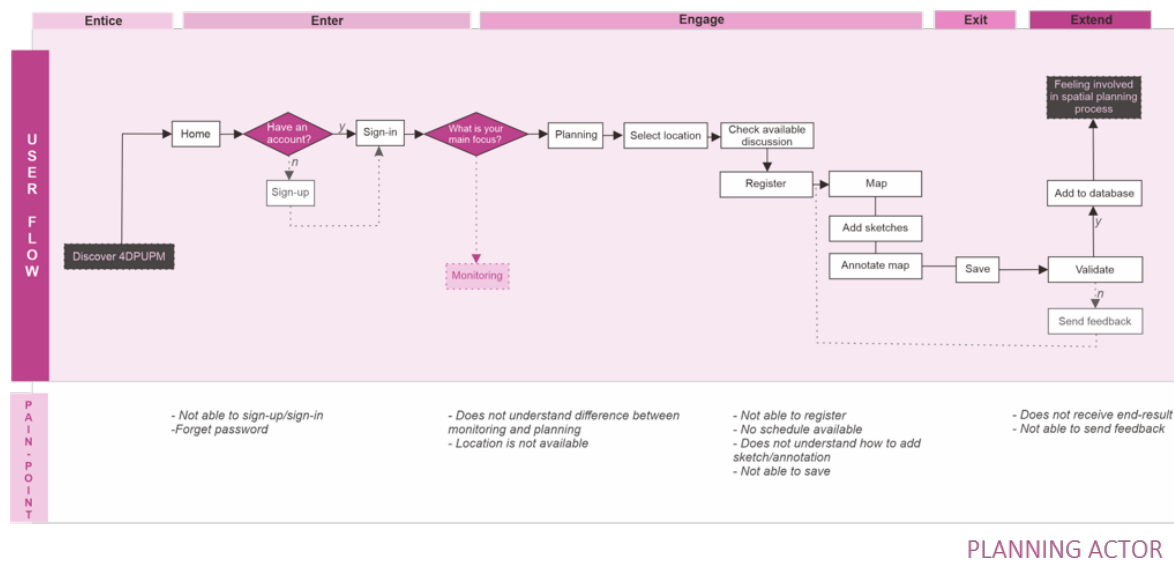 Entice
Enter
Engage
Exit
Extend
USER FLOW
Discover 4DPUPM
Home
Have an
account?
y
n
Sign-up
Sign-in
What is your
main focus?
Monitoring
Planning
Select location
Check available
discussion
Register
Map
Add sketches
Annotate map
Save
Validate
y
n
Send feedback
Add to database
Feeling involved
in spatial planning
process
PAIN-POINT
- Not able to sign-up/sign-in
-Forget password
- Does not understand difference between
monitoring and planning
- Location is not available
- Not able to register
- No schedule available
- Does not understand how to add
sketch/annotation
- Not able to save
- Does not receive end-result
- Not able to send feedback
PLANNING ACTOR